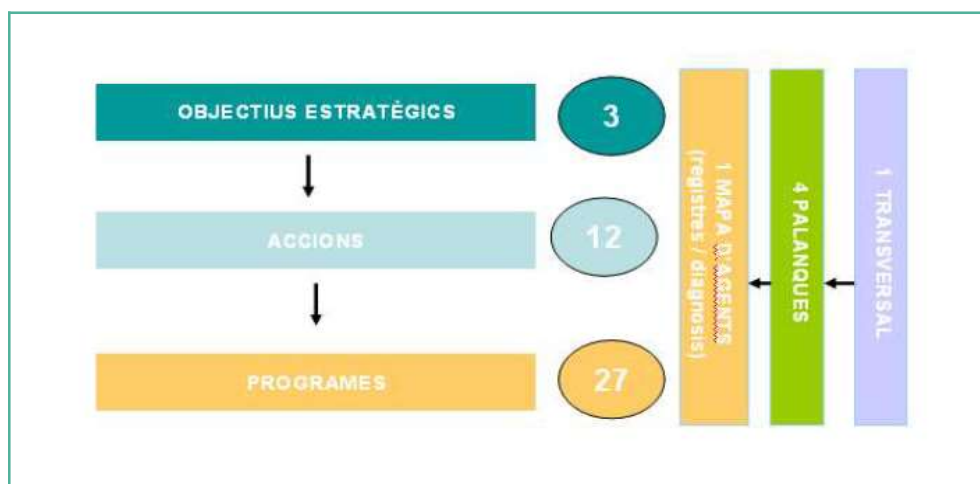 OBJECTIUS ESTRATÈGICS
3
ACCIONS
12
PROGRAMES
27
1 MAPA D'AGENTS
(registres / diagnosis)
4 PALANQUES
1 TRANSVERSAL